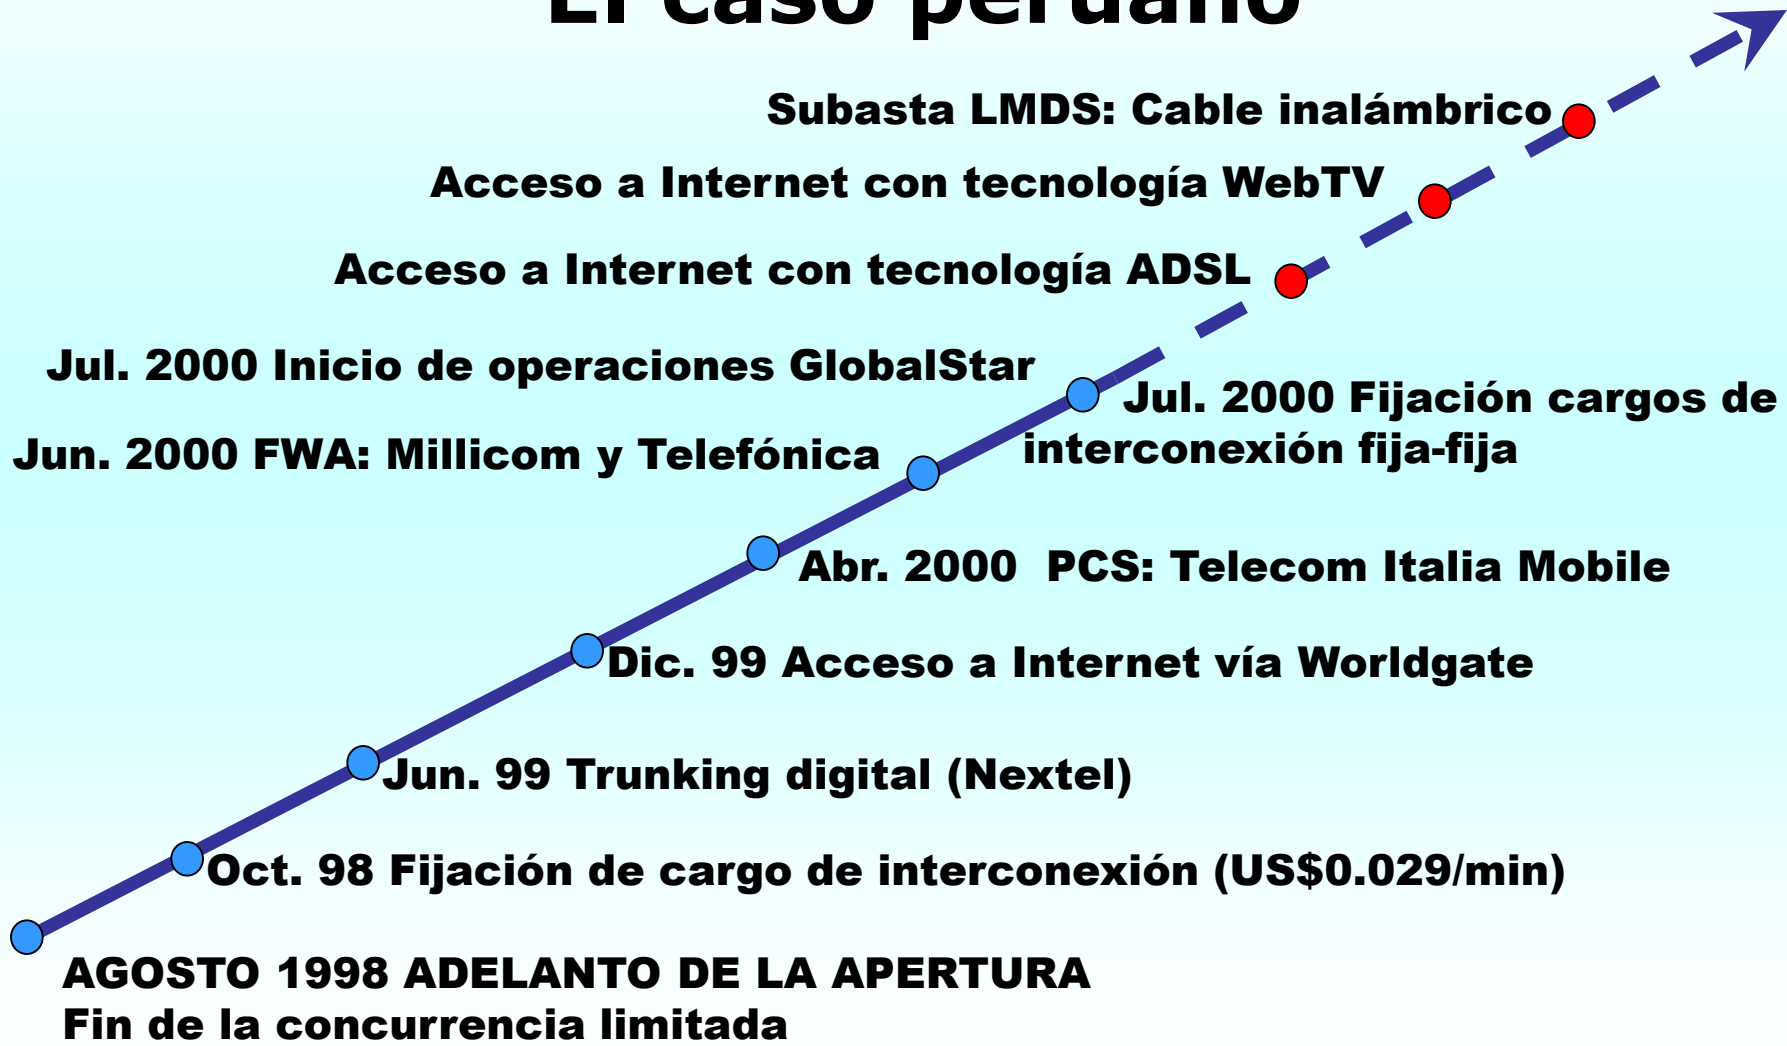 El caso peruano
Subasta LMDS: Cable inalámbrico
Acceso a Internet con tecnología WebTV
Acceso a Internet con tecnología ADSL
Jul. 2000 Inicio de operaciones GlobalStar
Jul. 2000 Fijación cargos de
interconexión fija-fija
Jun. 2000 FWA: Millicom y Telefónica
Abr. 2000 PCS: Telecom Italia Mobile
Dic. 99 Acceso a Internet vía Worldgate
Jun. 99 Trunking digital (Nextel)
Oct. 98 Fijación de cargo de interconexión (US$0.029/min)
AGOSTO 1998 ADELANTO DE LA APERTURA
Fin de la concurrencia limitada